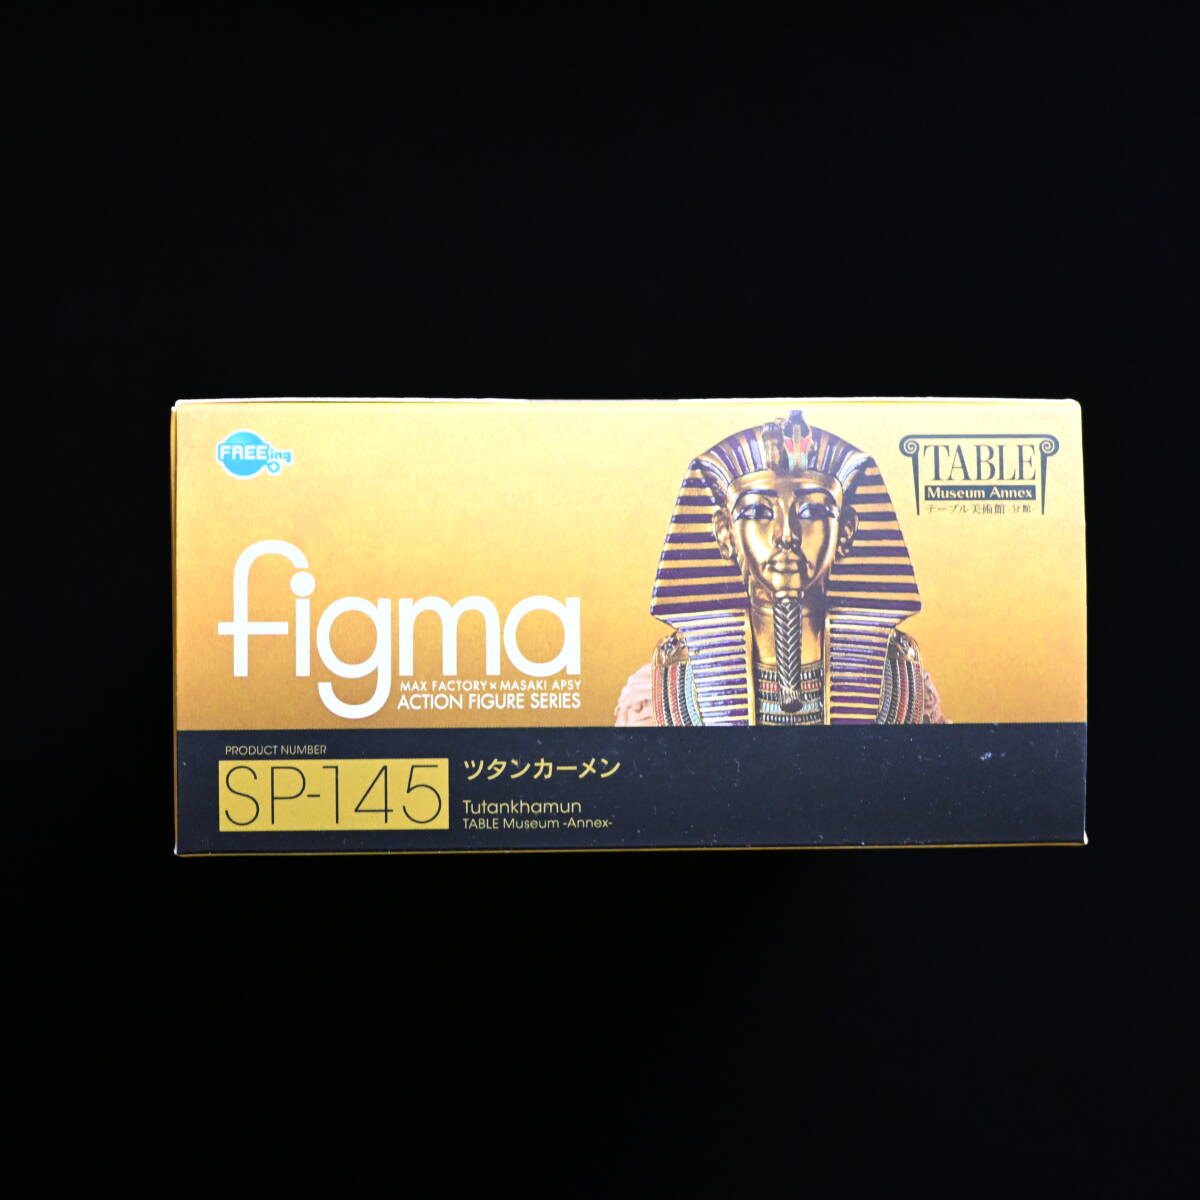 FREEing
TABLE
Museum Annex
テーブル美術館 -分館-
figma
MAX FACTORY × MASAKI APSY
ACTION FIGURE SERIES
PRODUCT NUMBER
SP-145
ツタンカーメン
Tutankhamun
TABLE Museum -Annex-